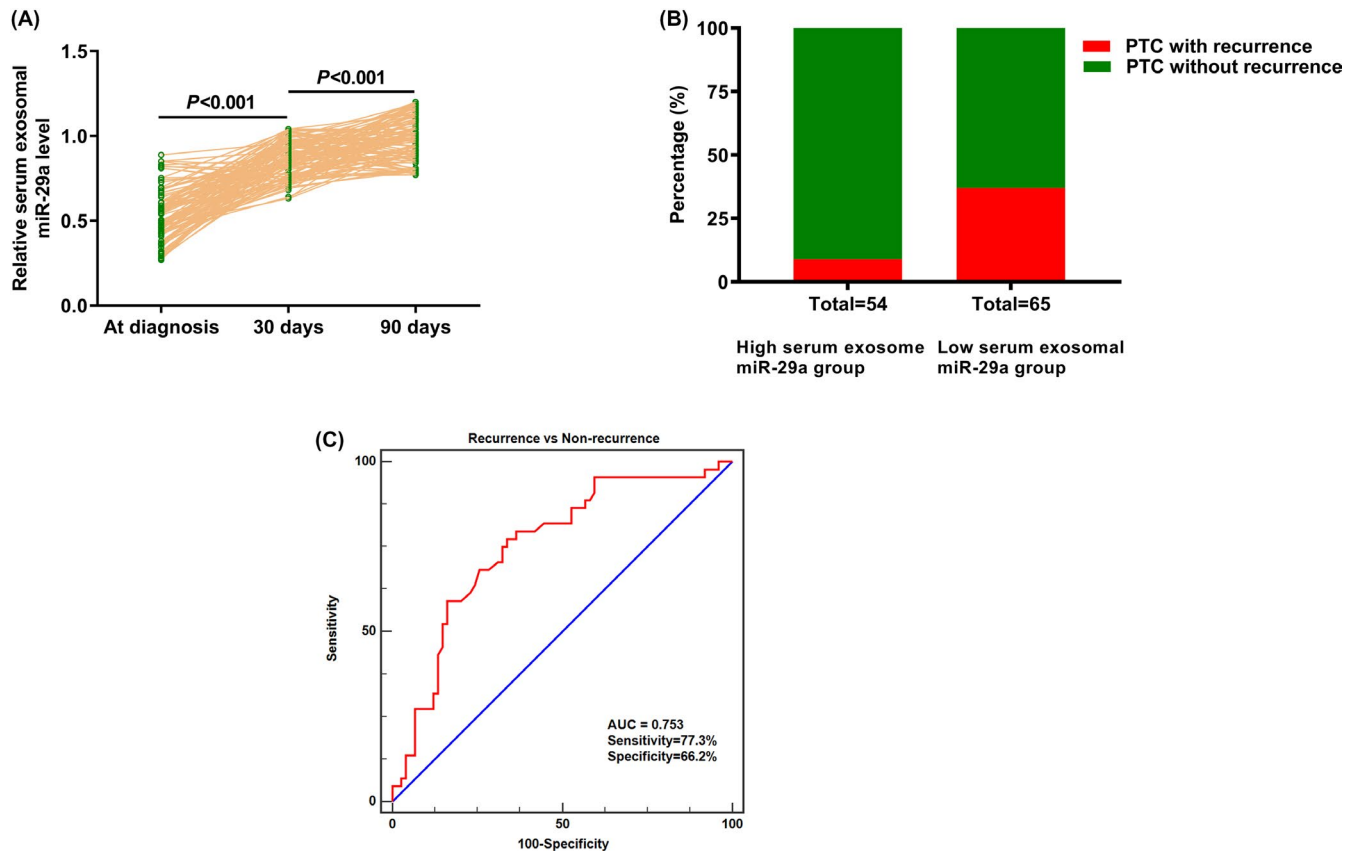 (A)
Relative serum exosomal
miR-29a level
1.5
1.0
0.5
0.0
P<0.001
P<0.001
At diagnosis
30 days
90 days
(B)
Percentage (%)
100
75
50
25
0
PTC with recurrence
PTC without recurrence
Total=54
Total=65
High serum exosome
miR-29a group
Low serum exosomal
miR-29a group
(C)
Recurrence vs Non-recurrence
Sensitivity
100
50
0
AUC = 0.753
Sensitivity=77.3%
Specificity=66.2%
0
50
100
100-Specificity